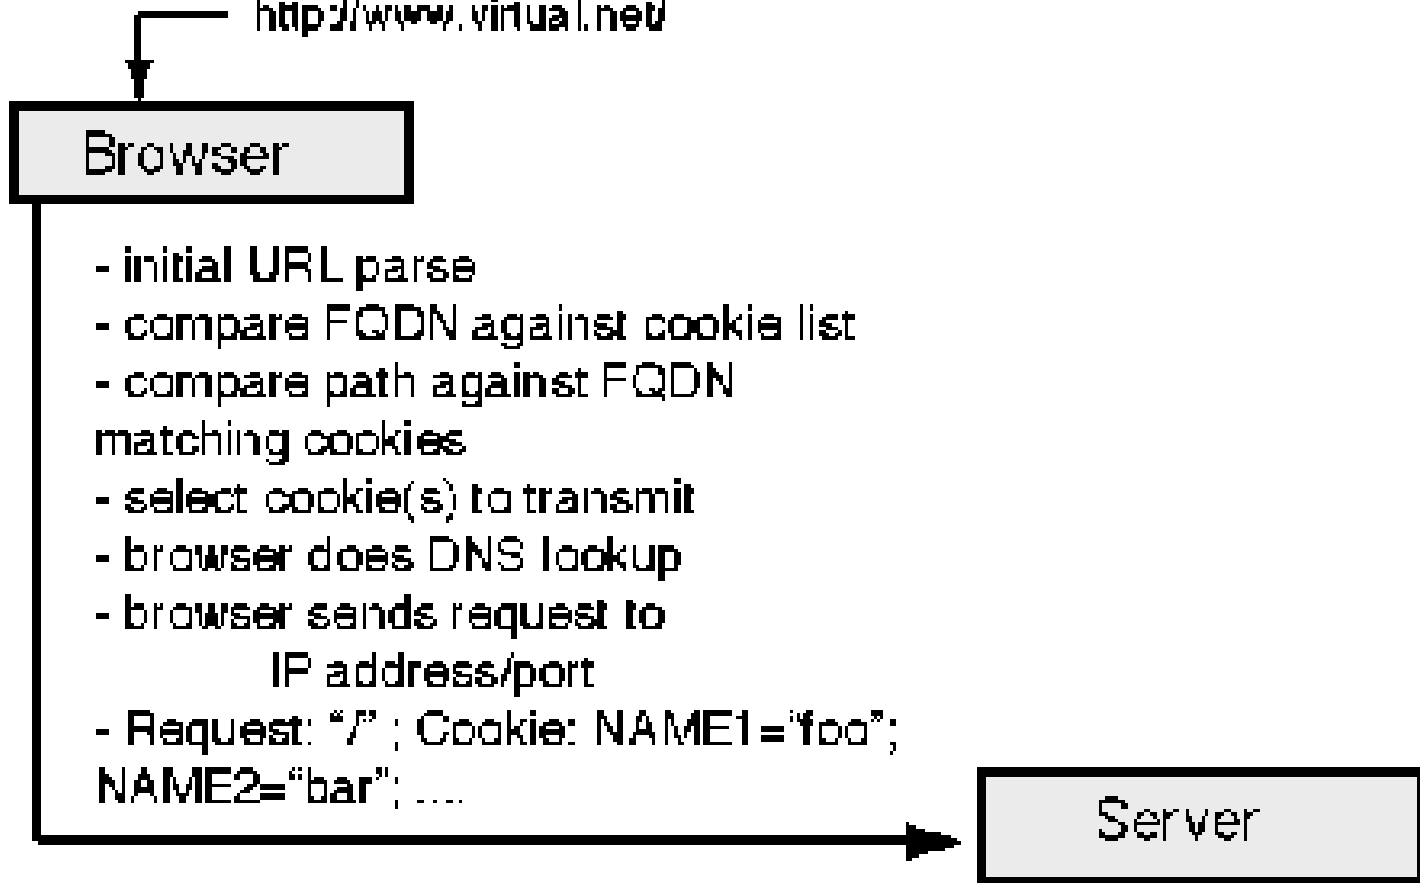 http://www.virtual.net/
Browser
- initial URL parse
- compare FQDN against cookie list
- compare path against FQDN
matching cookies
- select cookie(s) to transmit
- browser does DNS lookup
- browser sends request to
IP address/port
- Request: “/” ; Cookie: NAME1=“foo”;
NAME2=“bar”; ....
Server